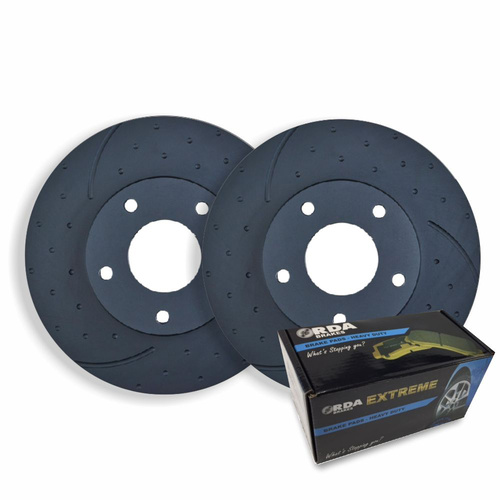 RDA
BRAKES
BRAKE PADS - HEAVY DUTY
What's Stopping you?
RDA EXTREME
BRAKES
BRAKE PADS - HEAVY DUTY
What's Stopping you?